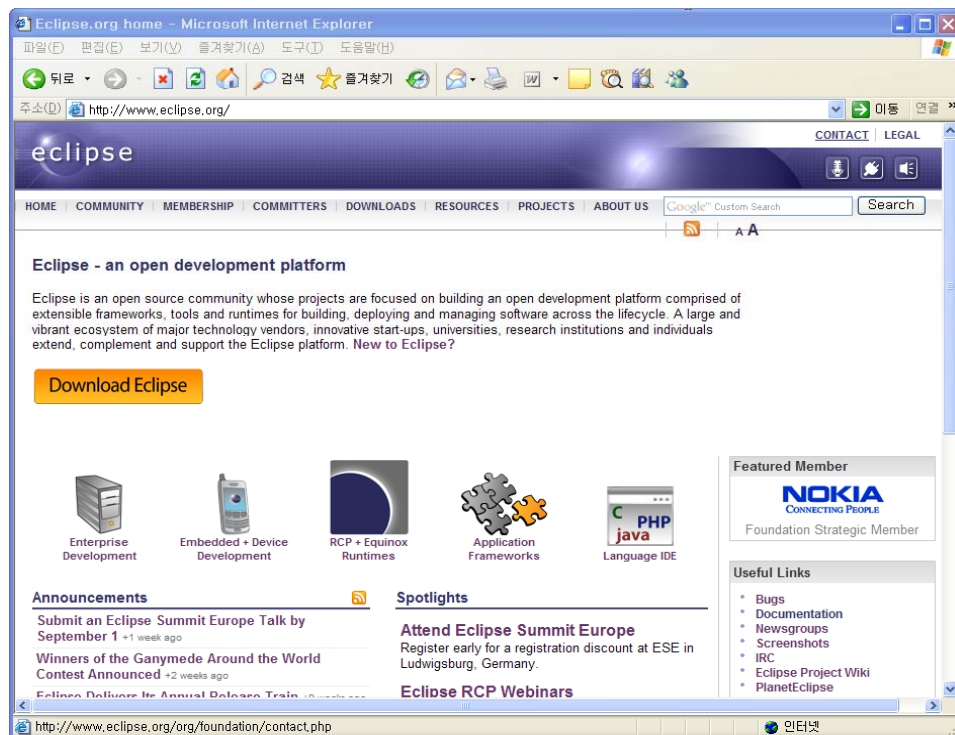 Eclipse.org home - Microsoft Internet Explorer
파일(F) 편집(E) 보기(V) 즐겨찾기(A) 도구(T) 도움말(H)
뒤로 검색 즐겨찾기
주소(D) http://www.eclipse.org/ 이동 연결 »
CONTACT LEGAL
eclipse
HOME COMMUNITY MEMBERSHIP COMMITTERS DOWNLOADS RESOURCES PROJECTS ABOUT US Google™ Custom Search Search
A A
Eclipse - an open development platform
Eclipse is an open source community whose projects are focused on building an open development platform comprised of
extensible frameworks, tools and runtimes for building, deploying and managing software across the lifecycle. A large and
vibrant ecosystem of major technology vendors, innovative start-ups, universities, research institutions and individuals
extend, complement and support the Eclipse platform. New to Eclipse?
Download Eclipse
Enterprise
Development
Embedded + Device
Development
RCP + Equinox
Runtimes
Application
Frameworks
C PHP
java
Language IDE
Featured Member
NOKIA
CONNECTING PEOPLE
Foundation Strategic Member
Useful Links
Bugs
Documentation
Newsgroups
Screenshots
IRC
Eclipse Project Wiki
PlanetEclipse
Announcements
Submit an Eclipse Summit Europe Talk by
September 1 +1 week ago
Winners of the Ganymede Around the World
Contest Announced +2 weeks ago
Eclipse Delivers Its Annual Release Train
Spotlights
Attend Eclipse Summit Europe
Register early for a registration discount at ESE in
Ludwigsburg, Germany.
Eclipse RCP Webinars
http://www.eclipse.org/org/foundation/contact.php 인터넷